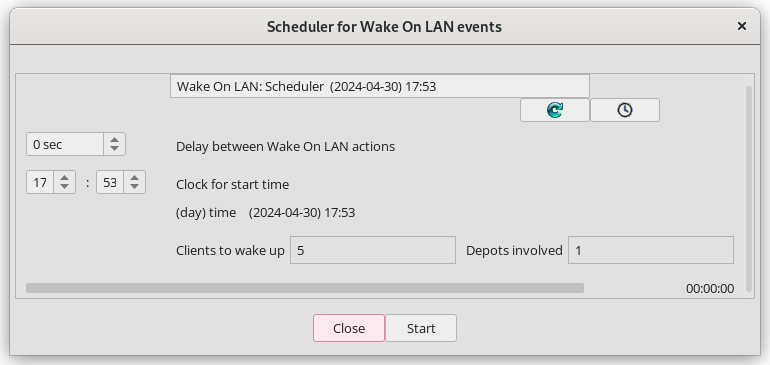 Scheduler for Wake On LAN events
Wake On LAN: Scheduler (2024-04-30) 17:53
0 sec
Delay between Wake On LAN actions
17 : 53
Clock for start time
(day) time (2024-04-30) 17:53
Clients to wake up 5 Depots involved 1
00:00:00
Close Start